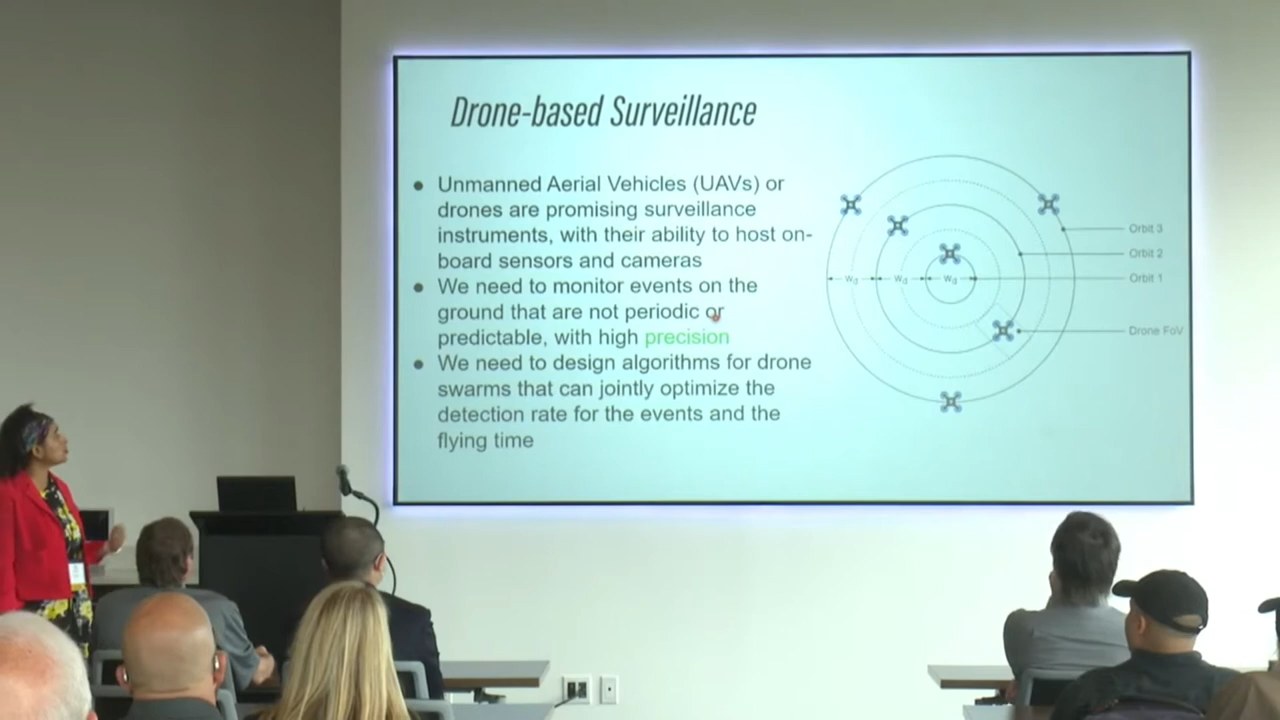 Drone-based Surveillance
● Unmanned Aerial Vehicles (UAVs) or
drones are promising surveillance
instruments, with their ability to host on-
board sensors and cameras
● We need to monitor events on the
ground that are not periodic or
predictable, with high precision
● We need to design algorithms for drone
swarms that can jointly optimize the
detection rate for the events and the
flying time
Orbit 3
Orbit 2
Wd Wd Wd Orbit 1
Drone FoV